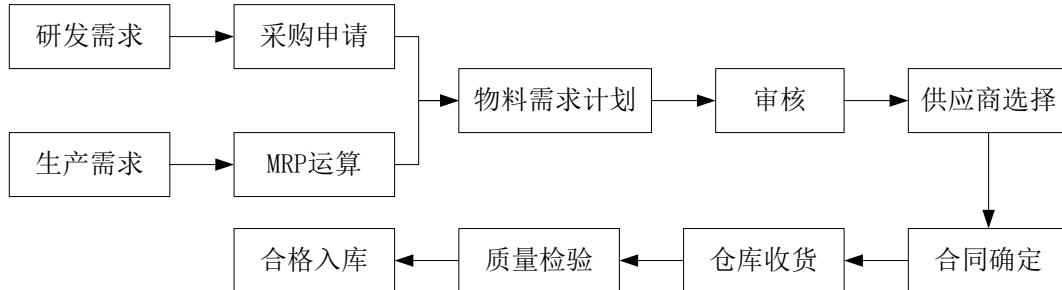 研发需求
采购申请
物料需求计划
审核
供应商选择
生产需求
MRP运算
合格入库
质量检验
仓库收货
合同确定